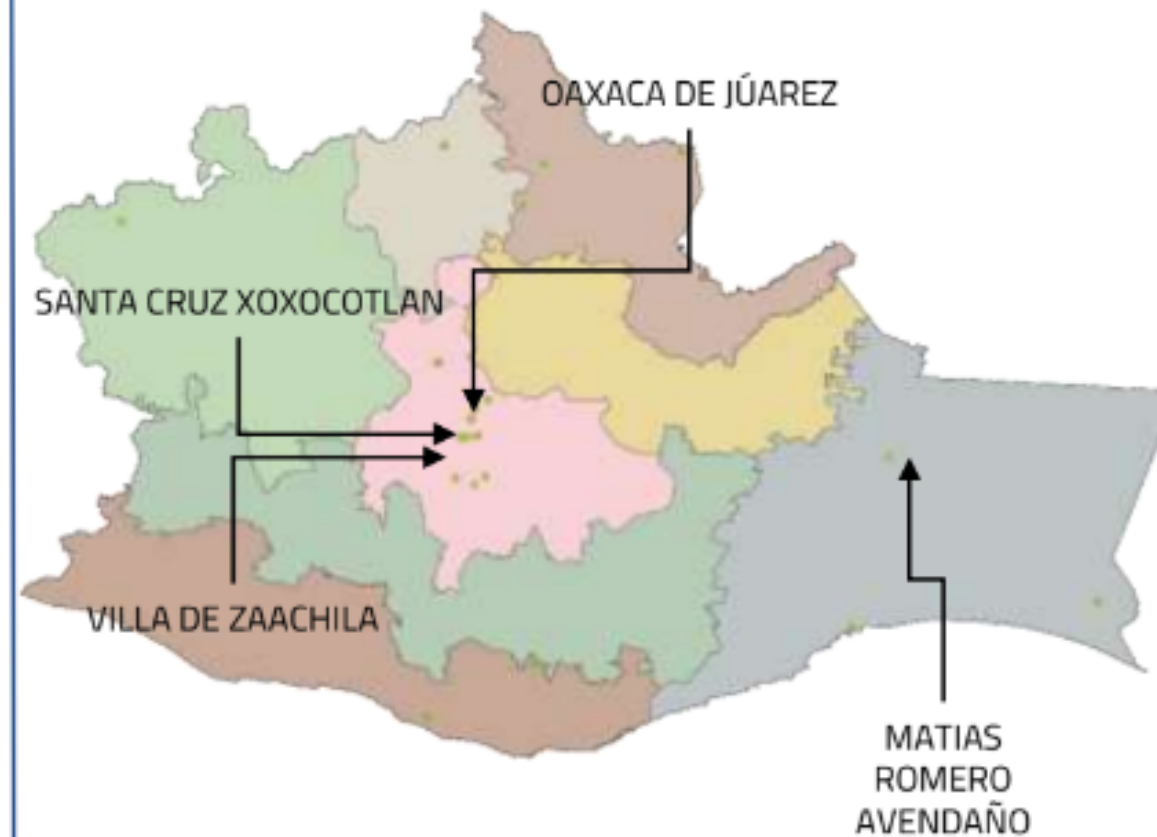 OAXACA DE JÚAREZ
SANTA CRUZ XOXOCOTLAN
VILLA DE ZAACHILA
MATIAS
ROMERO
AVENDAÑO